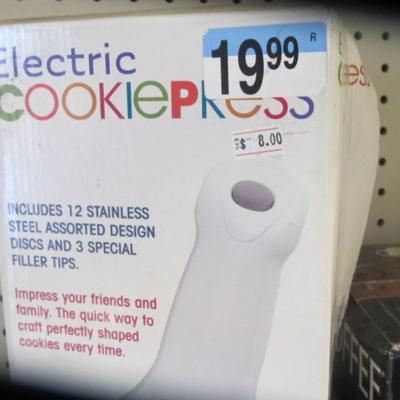 Electric
COOKIEPRESS
19.99 R
$ 8.00
INCLUDES 12 STAINLESS
STEEL ASSORTED DESIGN
DISCS AND 3 SPECIAL
FILLER TIPS.
Impress your friends and
family. The quick way to
craft perfectly shaped
cookies every time.